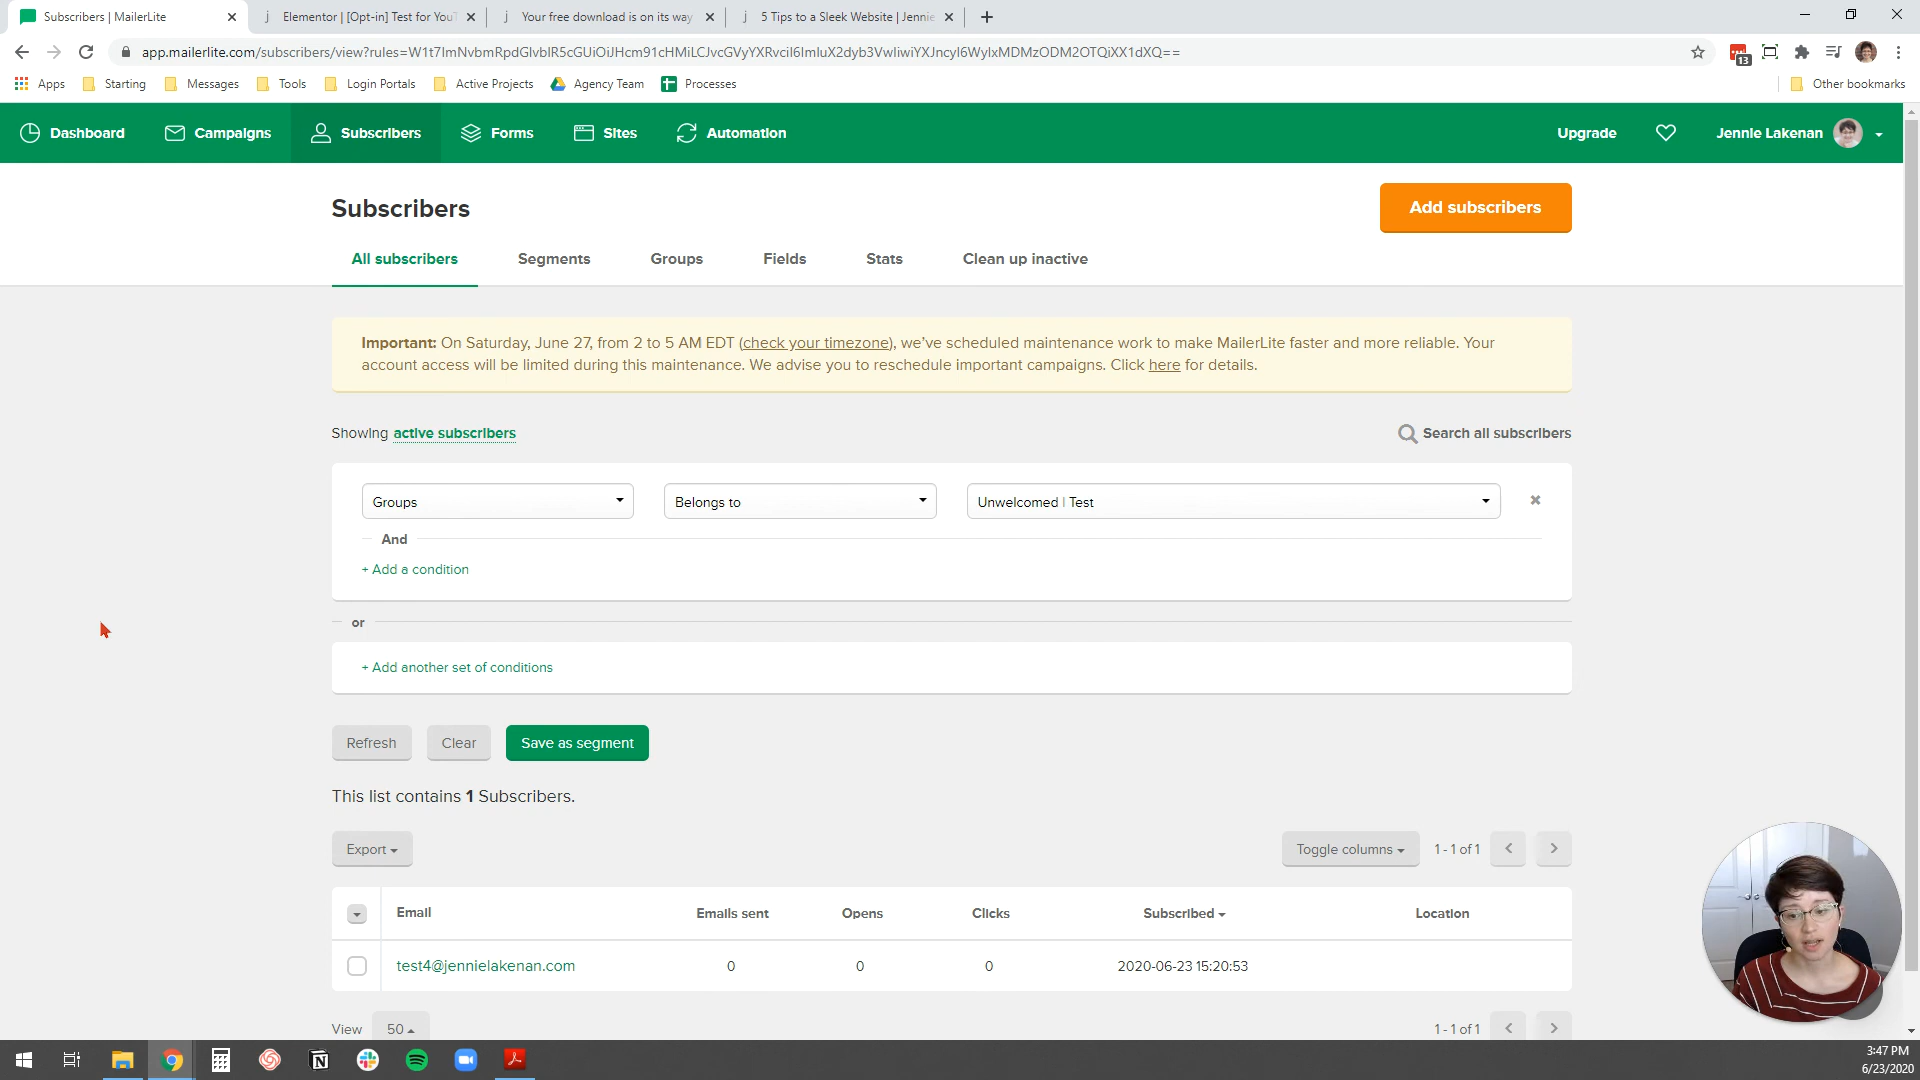 Subscribers | MailerLite
Elementor | [Opt-in] Test for You
Your free download is on its way
5 Tips to a Sleek Website | Jennie
Apps
Starting
Messages
Tools
Login Portals
Active Projects
Agency Team
Processes
Other bookmarks
13
Dashboard
Campaigns
Subscribers
Forms
Sites
Automation
Upgrade
Jennie Lakenan
Subscribers
Add subscribers
All subscribers
Segments
Groups
Fields
Stats
Clean up inactive
Important: On Saturday, June 27, from 2 to 5 AM EDT (check your timezone), we've scheduled maintenance work to make MailerLite faster and more reliable. Your
account access will be limited during this maintenance. We advise you to reschedule important campaigns. Click here for details.
Showing active subscribers
Search all subscribers
Groups
Belongs to
Unwelcomed | Test
And
+ Add a condition
or
+ Add another set of conditions
Refresh
Clear
Save as segment
This list contains 1 Subscribers.
Export
Toggle columns
1 - 1 of 1
Email
Emails sent
Opens
Clicks
Subscribed
Location
test4@jennielakenan.com
0
0
0
2020-06-23 15:20:53
View
50
1 - 1 of 1
3:47 PM
6/23/2020